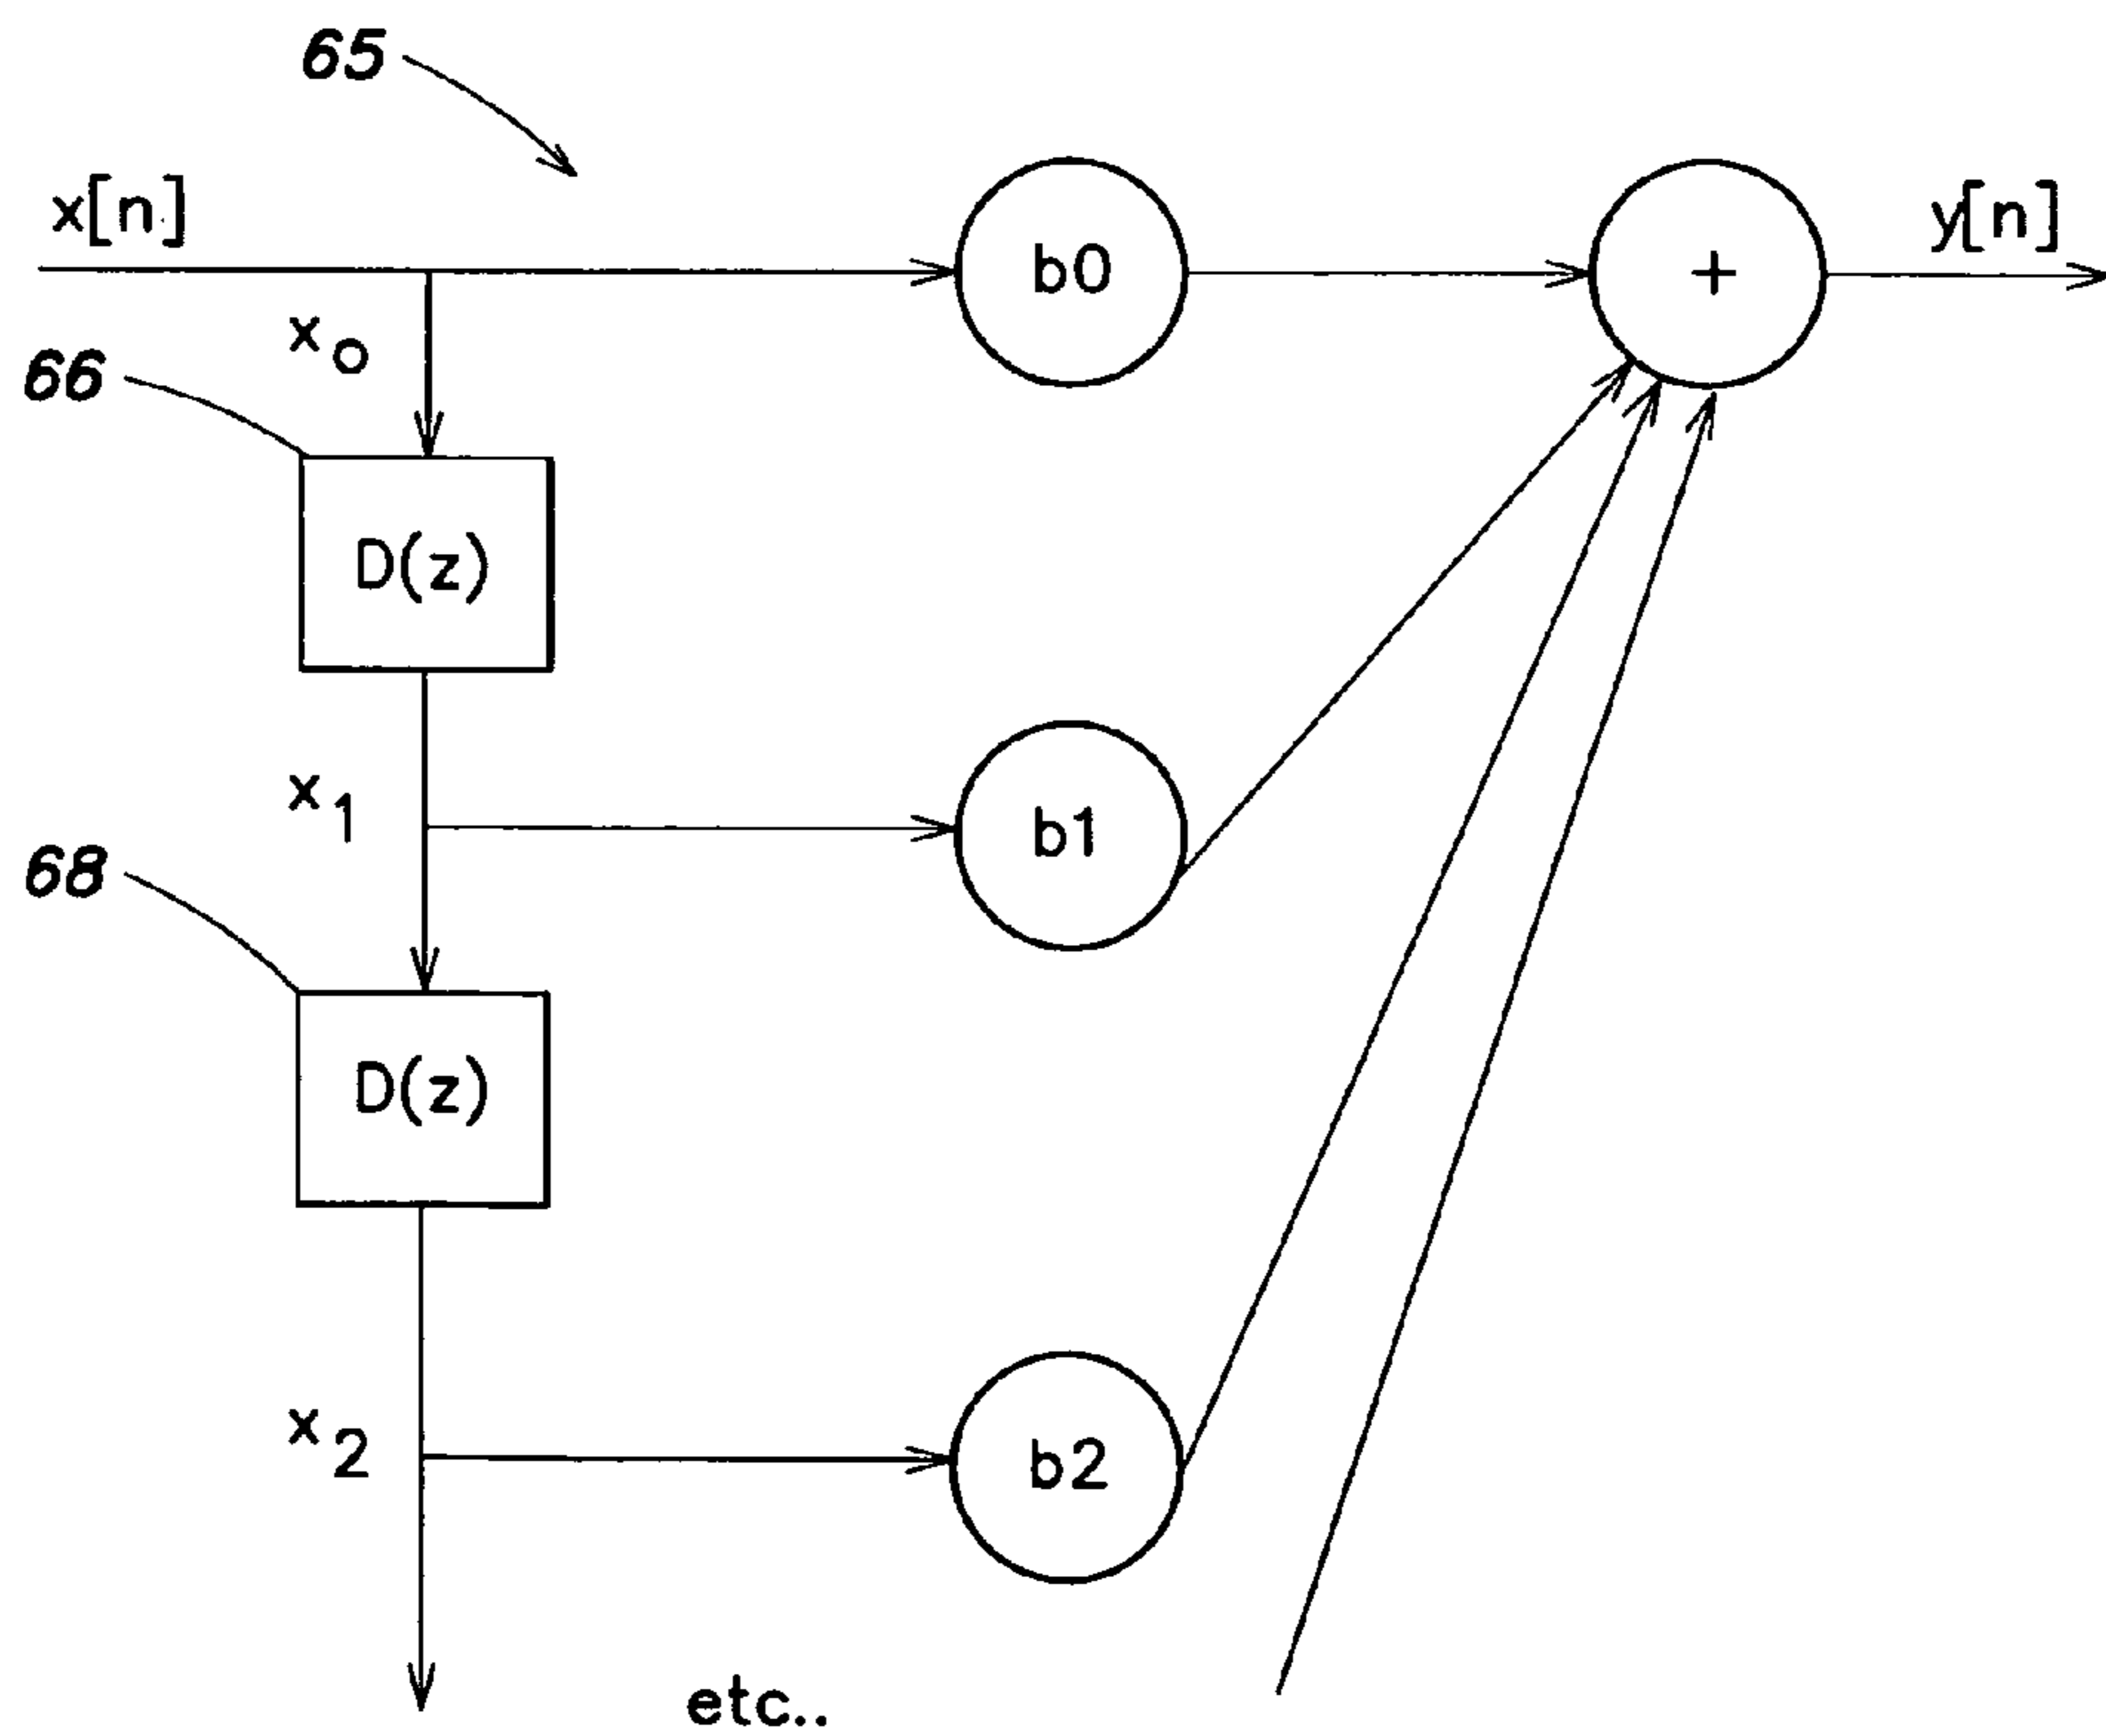 65
x[n]
b0
+
y[n]
x0
66
D(z)
x1
b1
68
D(z)
x2
b2
etc..